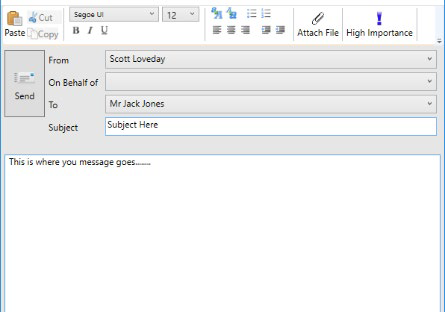 Segoe UI 12
Cut
Paste Copy B I U Attach File High Importance
From Scott Loveday
On Behalf of
Send
To Mr Jack Jones
Subject Subject Here
This is where you message goes........